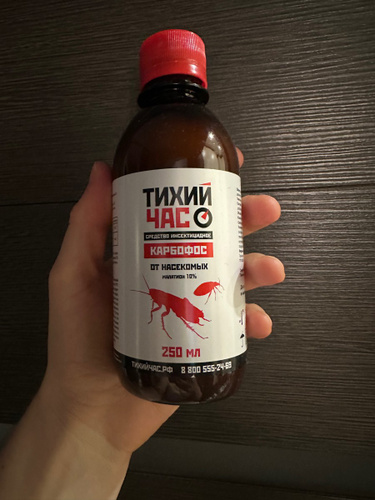 ТИХИЙ
ЧАС
СРЕДСТВО ИНСЕКТИЦИДНОЕ
КАРБОФОС
ОТ НАСЕКОМЫХ
МАЛАТИОН 10%
250 МЛ
ТИХИЙЧАС.РФ 8 800 555-24-69